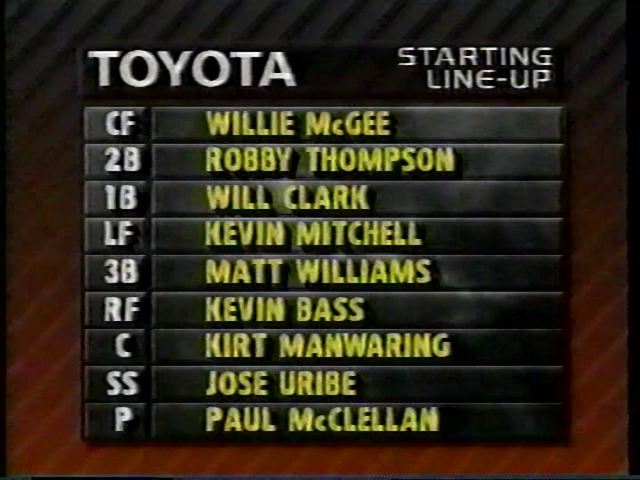 TOYOTA
STARTING
LINE-UP
CF WILLIE McGEE
2B ROBBY THOMPSON
1B WILL CLARK
LF KEVIN MITCHELL
3B MATT WILLIAMS
RF KEVIN BASS
C KIRT MANWARING
SS JOSE URIBE
P PAUL McCLELLAN